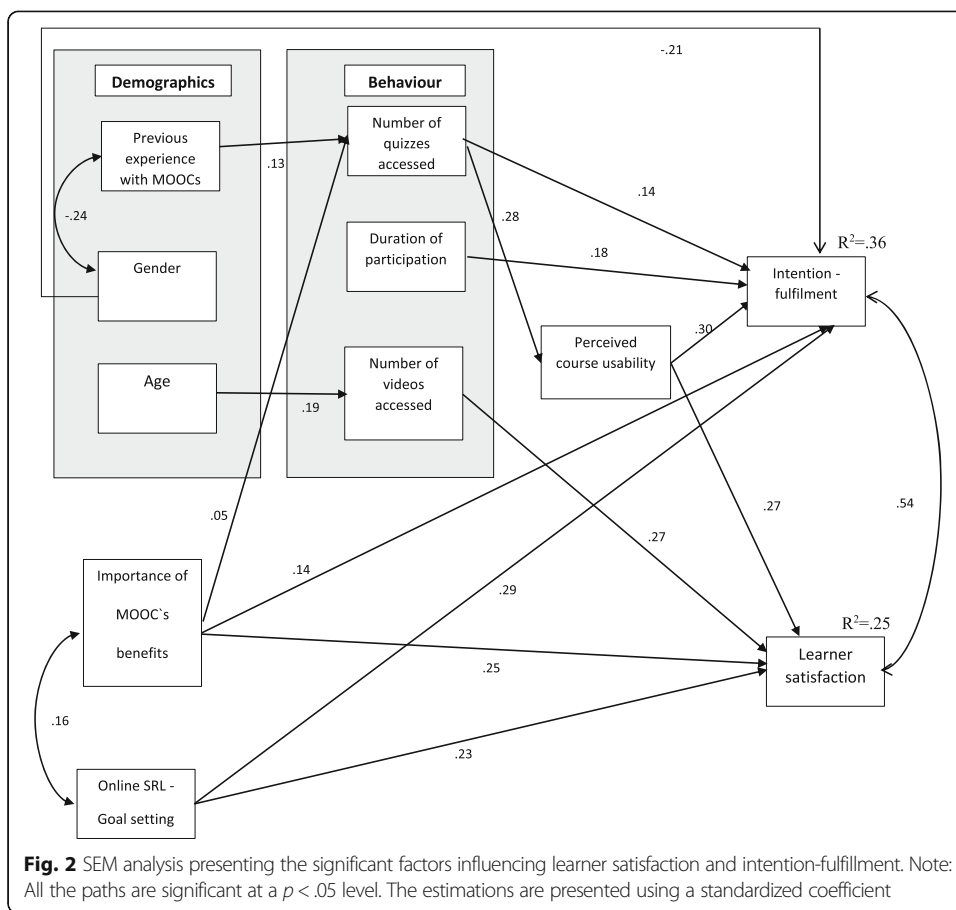 -.21
Demographics
Behaviour
Previous
experience
with MOOCs
.13
Number of
quizzes
accessed
.14
-.24
.28
Gender
Duration of
participation
.18
R²=.36
Intention -
fulfilment
.30
Perceived
course usability
Age
.19
Number of
videos
accessed
.05
.27
.27
.54
Importance of
MOOC`s
benefits
.14
.29
.25
R²=.25
Learner
satisfaction
.16
.23
Online SRL -
Goal setting
Fig. 2 SEM analysis presenting the significant factors influencing learner satisfaction and intention-fulfillment. Note:
All the paths are significant at a p < .05 level. The estimations are presented using a standardized coefficient